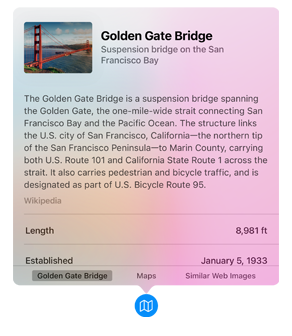 Golden Gate Bridge
Suspension bridge on the San
Francisco Bay
The Golden Gate Bridge is a suspension bridge spanning
the Golden Gate, the one-mile-wide strait connecting San
Francisco Bay and the Pacific Ocean. The structure links
the U.S. city of San Francisco, California—the northern tip
of the San Francisco Peninsula—to Marin County, carrying
both U.S. Route 101 and California State Route 1 across the
strait. It also carries pedestrian and bicycle traffic, and is
designated as part of U.S. Bicycle Route 95.
Wikipedia
Length 8,981 ft
Established January 5, 1933
Golden Gate Bridge Maps Similar Web Images